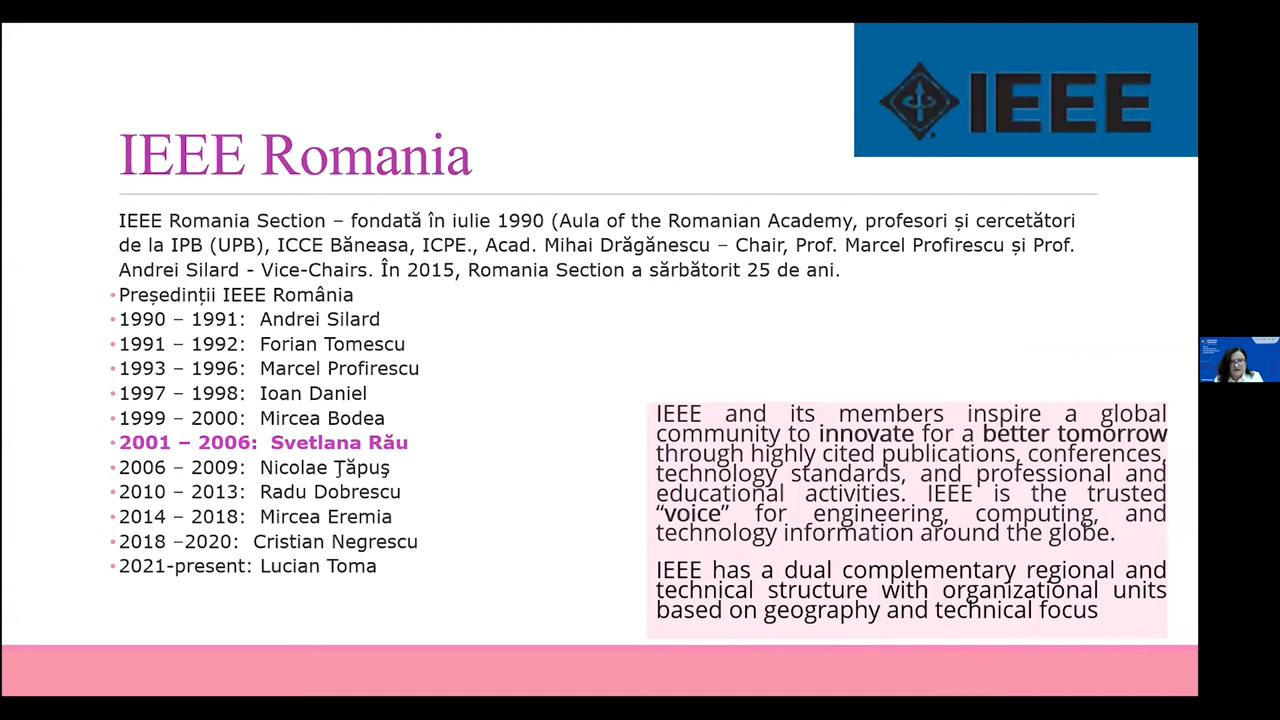 IEEE
IEEE Romania
IEEE Romania Section – fondată în iulie 1990 (Aula of the Romanian Academy, profesori și cercetători
de la IPB (UPB), ICCE Băneasa, ICPE., Acad. Mihai Drăgănescu – Chair, Prof. Marcel Profirescu și Prof.
Andrei Silard - Vice-Chairs. În 2015, Romania Section a sărbătorit 25 de ani.
•Președinții IEEE România
•1990 – 1991: Andrei Silard
•1991 – 1992: Forian Tomescu
•1993 – 1996: Marcel Profirescu
•1997 – 1998: Ioan Daniel
•1999 – 2000: Mircea Bodea
•2001 – 2006: Svetlana Rău
•2006 – 2009: Nicolae Ţăpuş
•2010 – 2013: Radu Dobrescu
•2014 – 2018: Mircea Eremia
•2018 –2020: Cristian Negrescu
•2021-present: Lucian Toma
IEEE and its members inspire a global
community to innovate for a better tomorrow
through highly cited publications, conferences,
technology standards, and professional and
educational activities. IEEE is the trusted
“voice” for engineering, computing, and
technology information around the globe.
IEEE has a dual complementary regional and
technical structure with organizational units
based on geography and technical focus